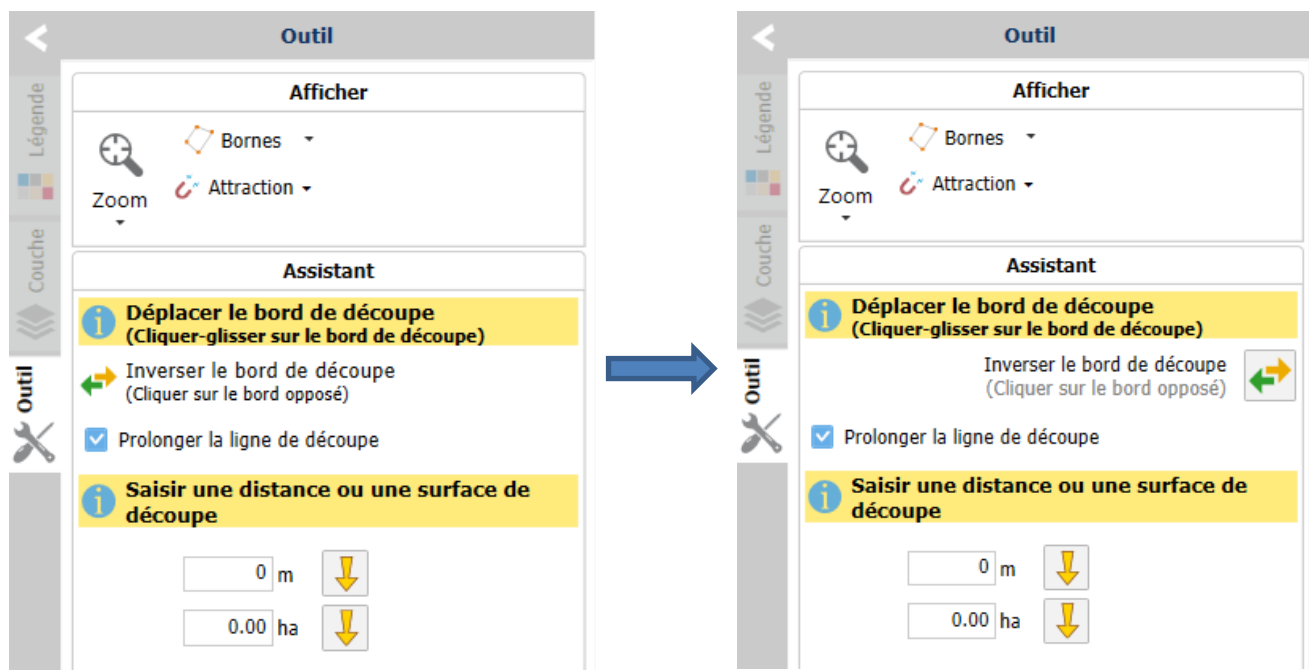 Outil
Afficher
Légende
Bornes
Attraction
Zoom
Couche
Assistant
Déplacer le bord de découpe
(Cliquer-glisser sur le bord de découpe)
Inverser le bord de découpe
(Cliquer sur le bord opposé)
Outil
Prolonger la ligne de découpe
Saisir une distance ou une surface de
découpe
0 m
0.00 ha
Outil
Afficher
Légende
Bornes
Attraction
Zoom
Couche
Assistant
Déplacer le bord de découpe
(Cliquer-glisser sur le bord de découpe)
Inverser le bord de découpe
(Cliquer sur le bord opposé)
Outil
Prolonger la ligne de découpe
Saisir une distance ou une surface de
découpe
0 m
0.00 ha